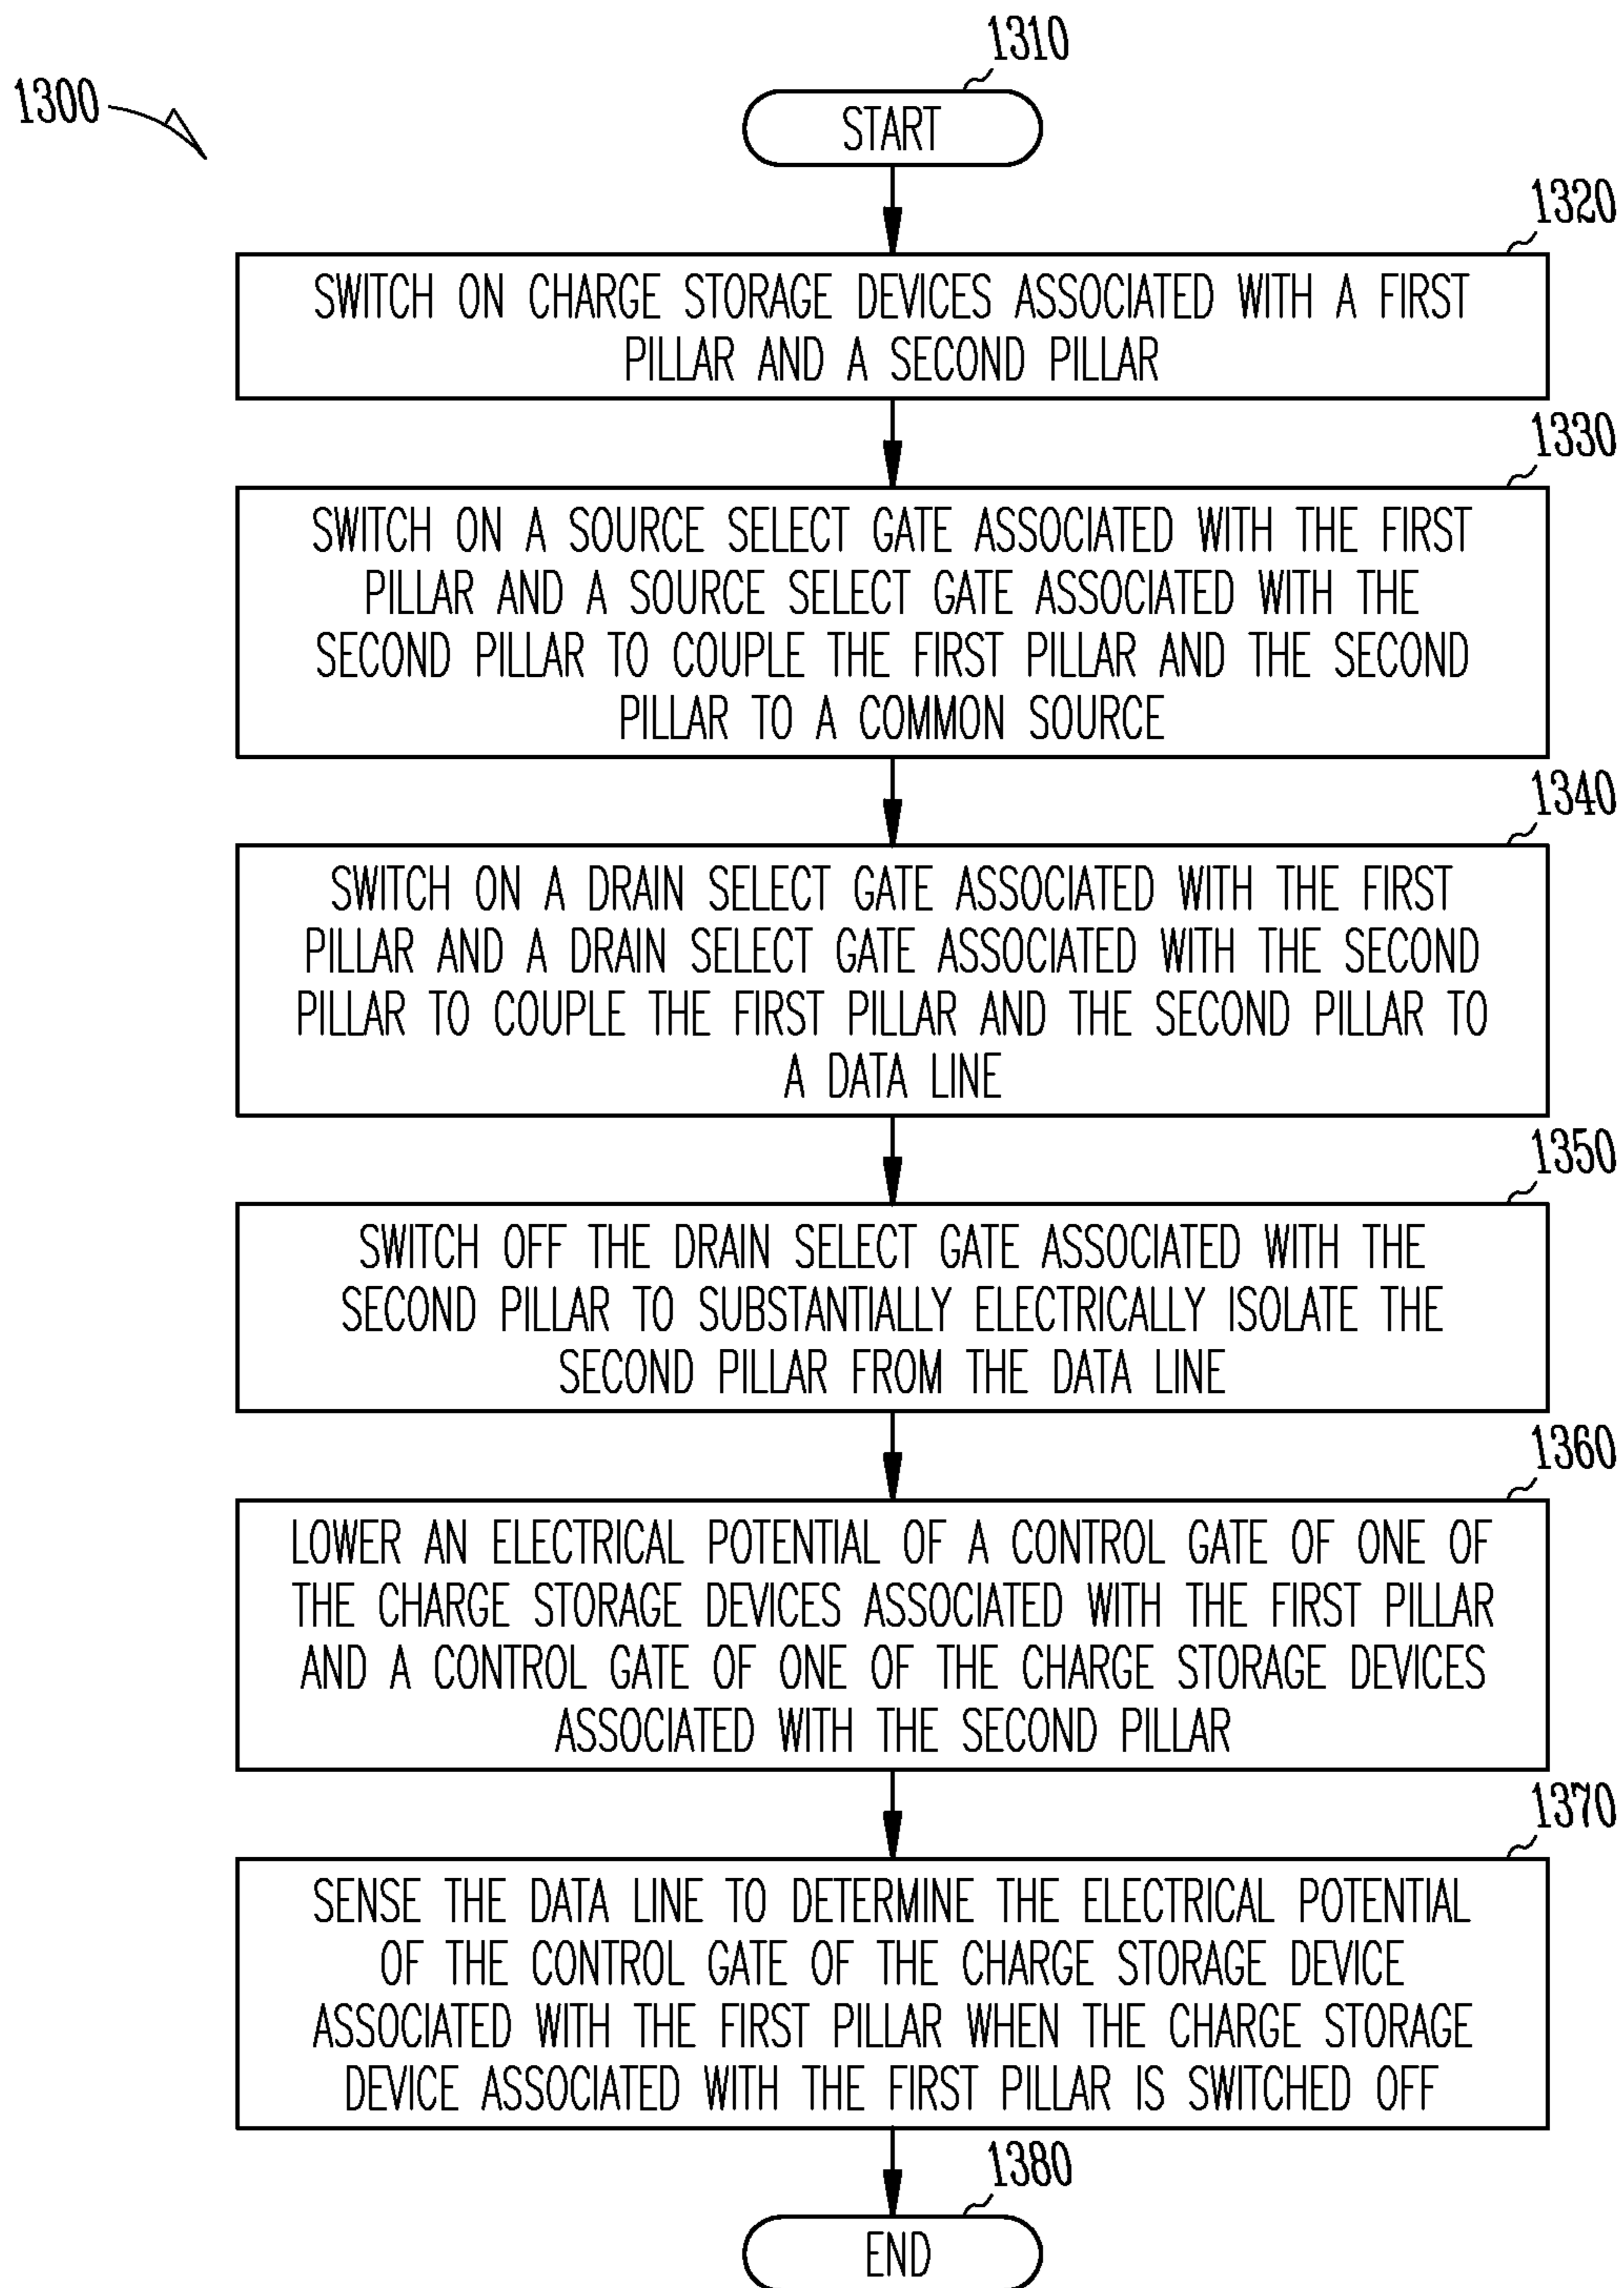 1300
1310
START
1320
SWITCH ON CHARGE STORAGE DEVICES ASSOCIATED WITH A FIRST
PILLAR AND A SECOND PILLAR
1330
SWITCH ON A SOURCE SELECT GATE ASSOCIATED WITH THE FIRST
PILLAR AND A SOURCE SELECT GATE ASSOCIATED WITH THE
SECOND PILLAR TO COUPLE THE FIRST PILLAR AND THE SECOND
PILLAR TO A COMMON SOURCE
1340
SWITCH ON A DRAIN SELECT GATE ASSOCIATED WITH THE FIRST
PILLAR AND A DRAIN SELECT GATE ASSOCIATED WITH THE SECOND
PILLAR TO COUPLE THE FIRST PILLAR AND THE SECOND PILLAR TO
A DATA LINE
1350
SWITCH OFF THE DRAIN SELECT GATE ASSOCIATED WITH THE
SECOND PILLAR TO SUBSTANTIALLY ELECTRICALLY ISOLATE THE
SECOND PILLAR FROM THE DATA LINE
1360
LOWER AN ELECTRICAL POTENTIAL OF A CONTROL GATE OF ONE OF
THE CHARGE STORAGE DEVICES ASSOCIATED WITH THE FIRST PILLAR
AND A CONTROL GATE OF ONE OF THE CHARGE STORAGE DEVICES
ASSOCIATED WITH THE SECOND PILLAR
1370
SENSE THE DATA LINE TO DETERMINE THE ELECTRICAL POTENTIAL
OF THE CONTROL GATE OF THE CHARGE STORAGE DEVICE
ASSOCIATED WITH THE FIRST PILLAR WHEN THE CHARGE STORAGE
DEVICE ASSOCIATED WITH THE FIRST PILLAR IS SWITCHED OFF
1380
END